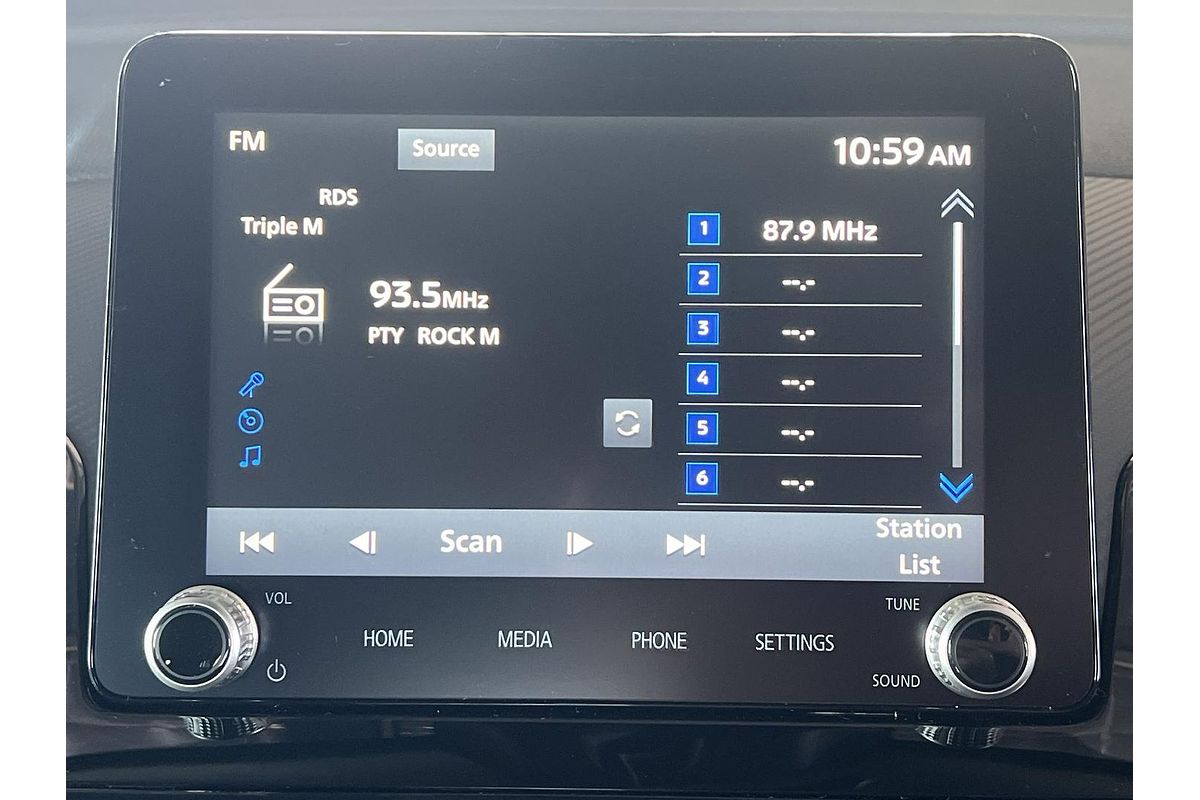 FM
Source
10:59 AM
RDS
Triple M
93.5MHz
PTY ROCK M
1 87.9 MHz
2 --.-
3 --.-
4 --.-
5 --.-
6 --.-
Scan
Station
List
VOL
TUNE
HOME
MEDIA
PHONE
SETTINGS
SOUND